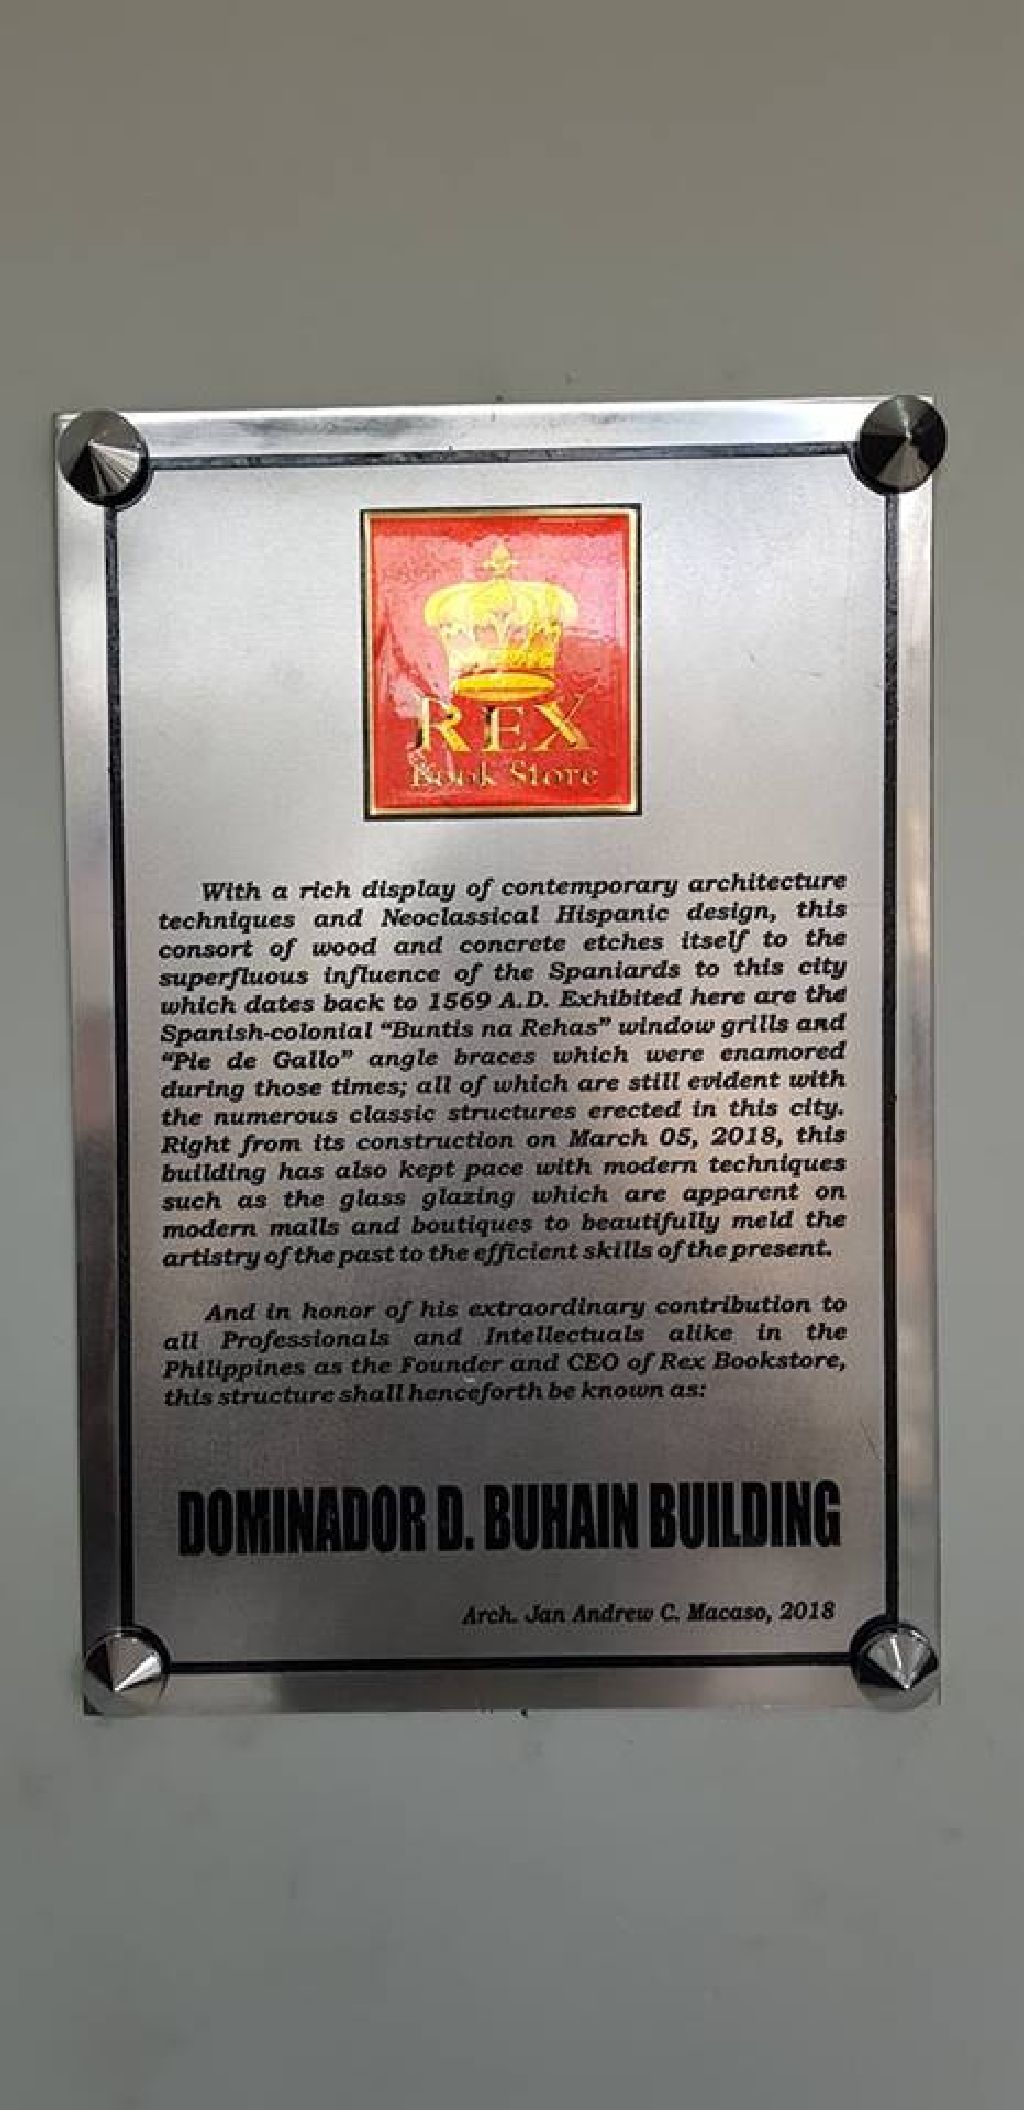 REX
Book Store
With a rich display of contemporary architecture
techniques and Neoclassical Hispanic design, this
consort of wood and concrete etches itself to the
superfluous influence of the Spaniards to this city
which dates back to 1569 A.D. Exhibited here are the
Spanish-colonial “Buntis na Rehas” window grills and
“Pie de Gallo” angle braces which were enamored
during those times; all of which are still evident with
the numerous classic structures erected in this city.
Right from its construction on March 05, 2018, this
building has also kept pace with modern techniques
such as the glass glazing which are apparent on
modern malls and boutiques to beautifully meld the
artistry of the past to the efficient skills of the present.
And in honor of his extraordinary contribution to
all Professionals and Intellectuals alike in the
Philippines as the Founder and CEO of Rex Bookstore,
this structure shall henceforth be known as:
DOMINADOR D. BUHAIN BUILDING
Arch. Jan Andrew C. Macaso, 2018